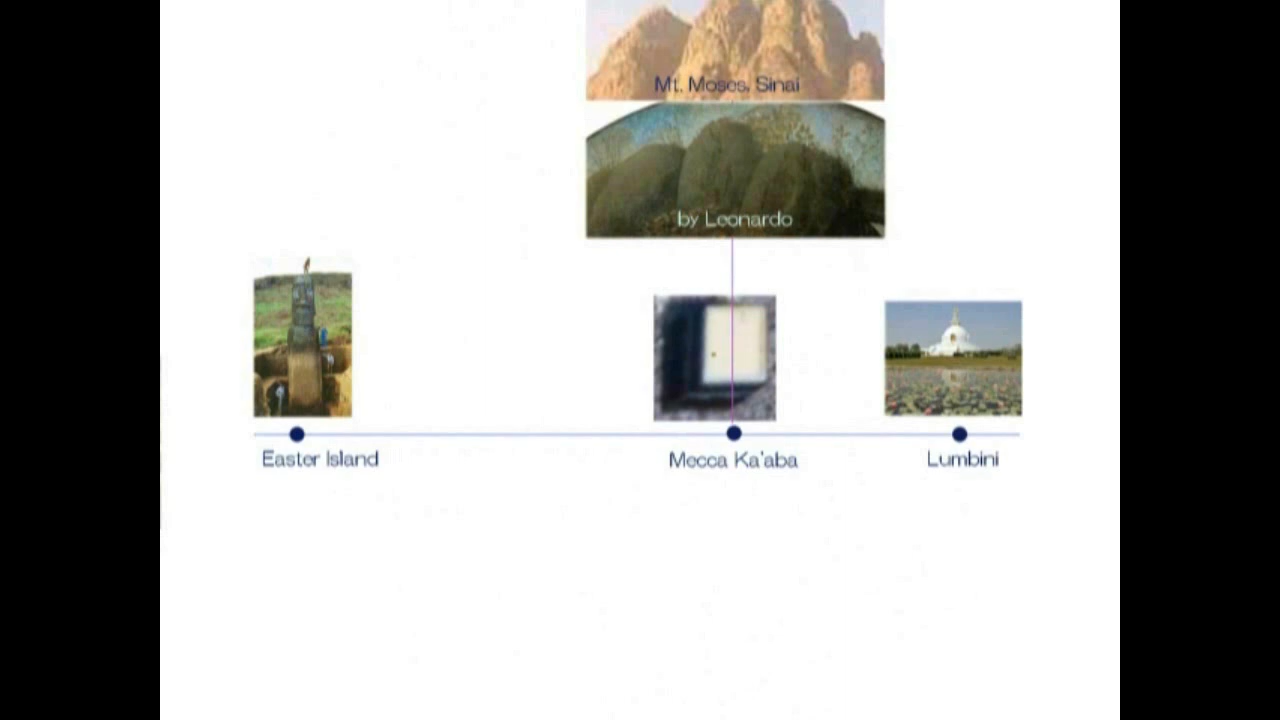 Mt. Moses, Sinai
by Leonardo
Easter Island
Mecca Ka'aba
Lumbini